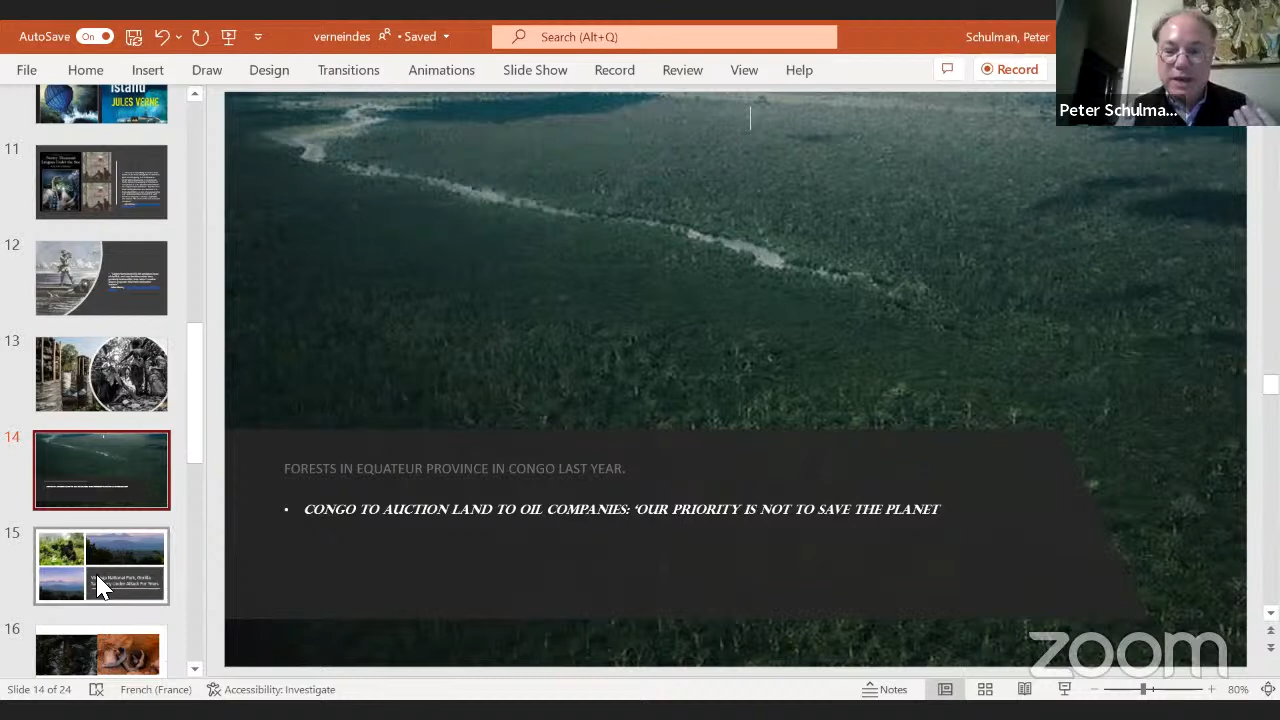 AutoSave On verneindes • Saved Search (Alt+Q) Schulman, Peter
File Home Insert Draw Design Transitions Animations Slide Show Record Review View Help Record
Peter Schulma...
Island
JULES VERNE
11
12
13
14
15
16
FORESTS IN EQUATEUR PROVINCE IN CONGO LAST YEAR.
• CONGO TO AUCTION LAND TO OIL COMPANIES: ‘OUR PRIORITY IS NOT TO SAVE THE PLANET
zoom
Slide 14 of 24 French (France) Accessibility: Investigate Notes 80%